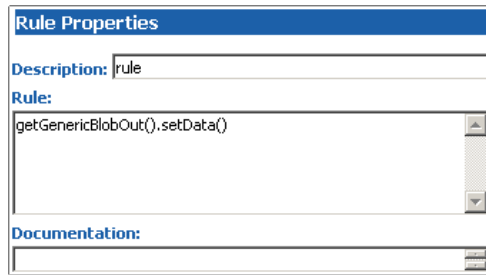 Rule Properties
Description: rule
Rule:
getGenericBlobOut().setData()
Documentation: